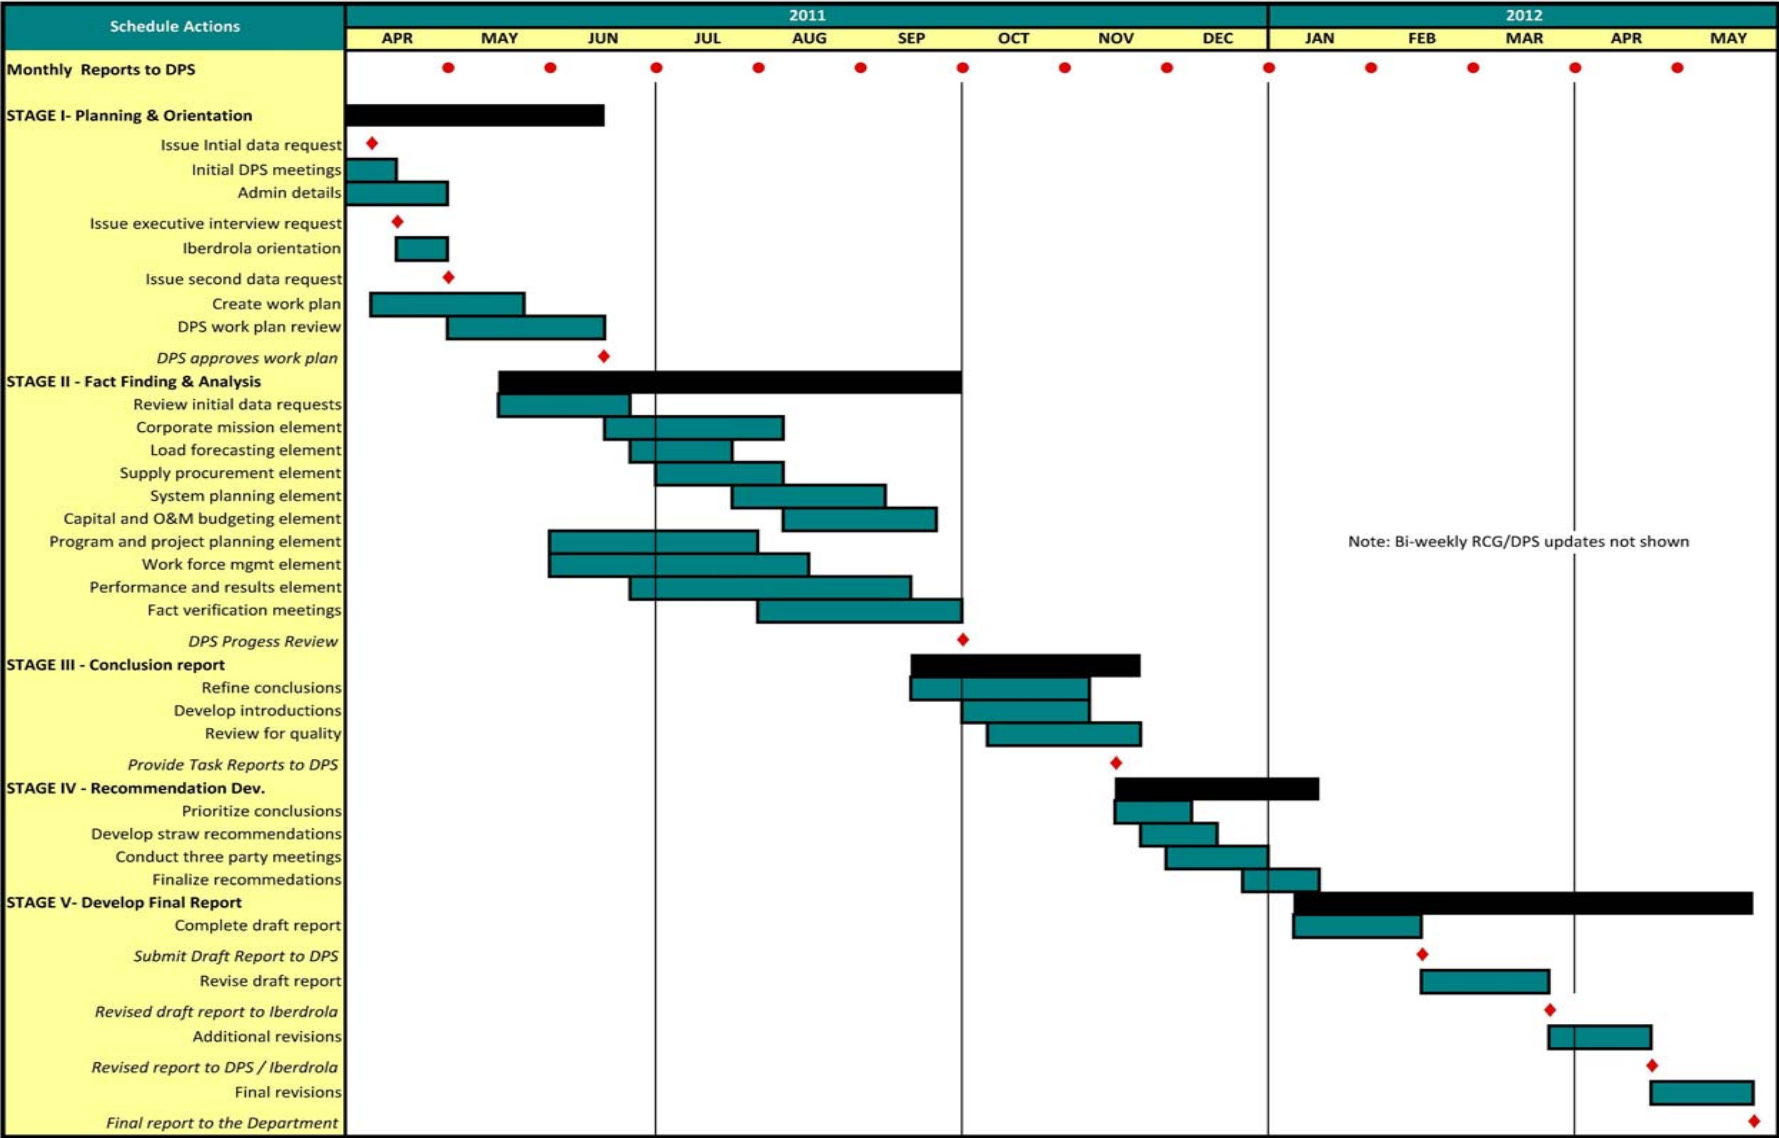 Schedule Actions
2011
2012
APR MAY JUN JUL AUG SEP OCT NOV DEC JAN FEB MAR APR MAY
Monthly Reports to DPS
STAGE I- Planning & Orientation
Issue Intial data request
Initial DPS meetings
Admin details
Issue executive interview request
Iberdrola orientation
Issue second data request
Create work plan
DPS work plan review
DPS approves work plan
STAGE II - Fact Finding & Analysis
Review initial data requests
Corporate mission element
Load forecasting element
Supply procurement element
System planning element
Capital and O&M budgeting element
Program and project planning element
Note: Bi-weekly RCG/DPS updates not shown
Work force mgmt element
Performance and results element
Fact verification meetings
DPS Progess Review
STAGE III - Conclusion report
Refine conclusions
Develop introductions
Review for quality
Provide Task Reports to DPS
STAGE IV - Recommendation Dev.
Prioritize conclusions
Develop straw recommendations
Conduct three party meetings
Finalize recommedations
STAGE V- Develop Final Report
Complete draft report
Submit Draft Report to DPS
Revise draft report
Revised draft report to Iberdrola
Additional revisions
Revised report to DPS / Iberdrola
Final revisions
Final report to the Department